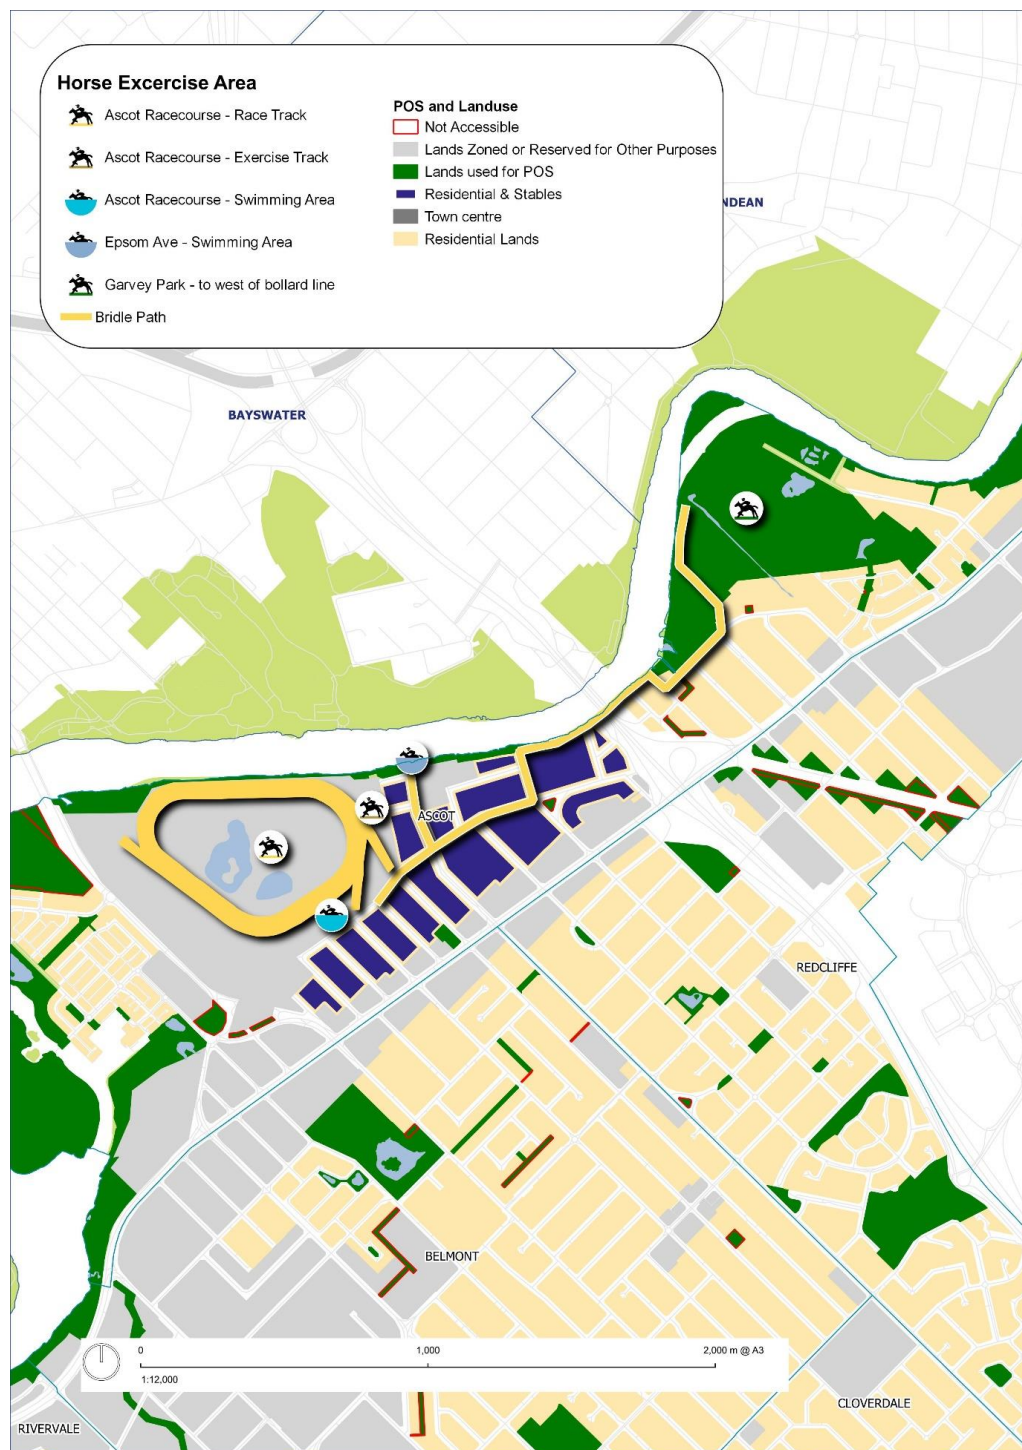 Horse Excercise Area
Ascot Racecourse - Race Track
Ascot Racecourse - Exercise Track
Ascot Racecourse - Swimming Area
Epsom Ave - Swimming Area
Garvey Park - to west of bollard line
Bridle Path
POS and Landuse
Not Accessible
Lands Zoned or Reserved for Other Purposes
Lands used for POS
Residential & Stables
Town centre
Residential Lands
NDEAN
BAYSWATER
ASCOT
REDCLIFFE
BELMONT
0
1,000
2,000 m @ A3
1:12,000
CLOVERDALE
RIVERVALE